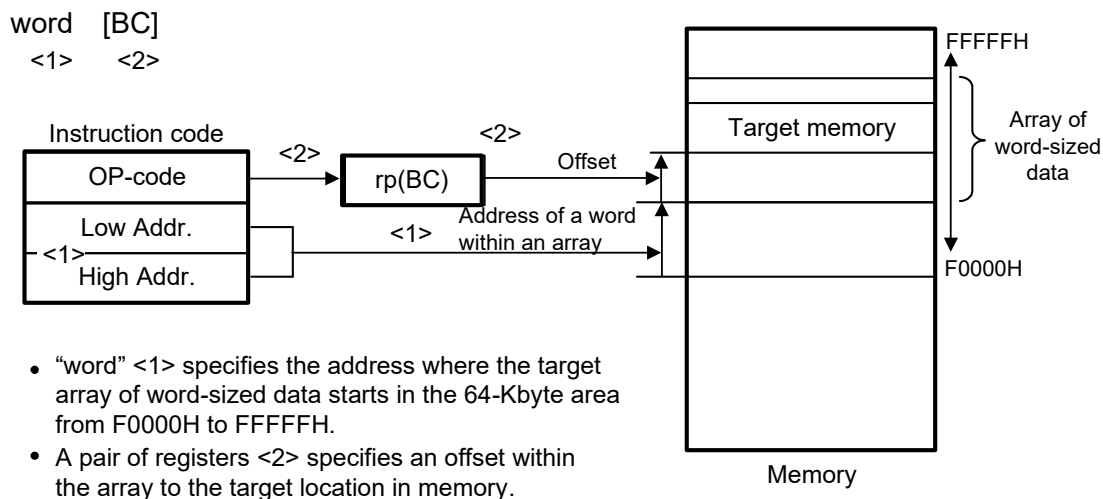 word [BC]
<1> <2>
Instruction code
OP-code
Low Addr.
<1>
High Addr.
<2>
rp(BC)
<2>
Offset
Address of a word
within an array
<1>
Target memory
FFFFFH
Array of
word-sized
data
F0000H
Memory
• “word” <1> specifies the address where the target
array of word-sized data starts in the 64-Kbyte area
from F0000H to FFFFFH.
• A pair of registers <2> specifies an offset within
the array to the target location in memory.